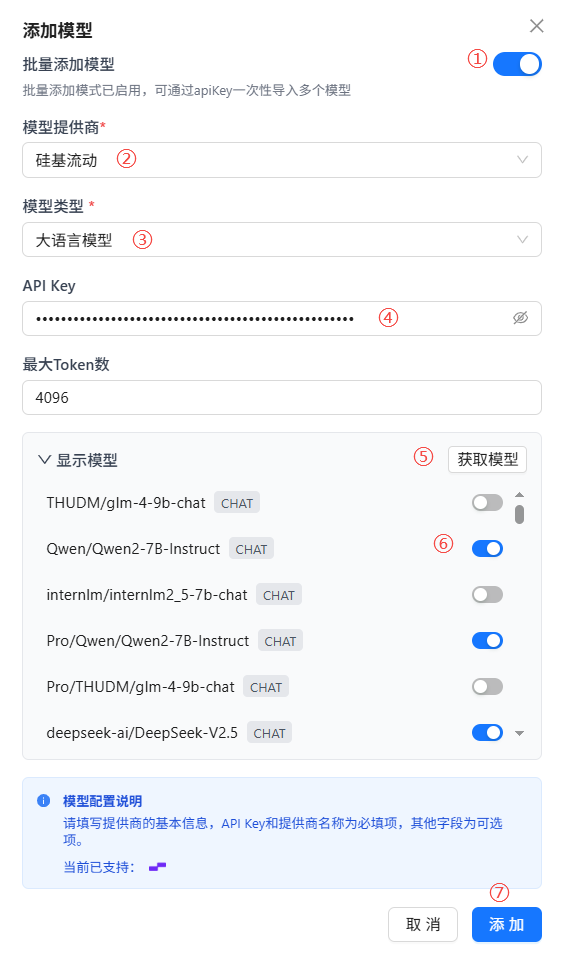 添加模型
批量添加模型 ①
批量添加模式已启用，可通过apiKey一次性导入多个模型
模型提供商*
硅基流动 ②
模型类型 *
大语言模型 ③
API Key
•••••••••••••••••••••••••••••••••••••••••••••••••••• ④
最大Token数
4096
显示模型 ⑤ 获取模型
THUDM/glm-4-9b-chat CHAT
Qwen/Qwen2-7B-Instruct CHAT ⑥
internlm/internlm2_5-7b-chat CHAT
Pro/Qwen/Qwen2-7B-Instruct CHAT
Pro/THUDM/glm-4-9b-chat CHAT
deepseek-ai/DeepSeek-V2.5 CHAT
模型配置说明
请填写提供商的基本信息，API Key和提供商名称为必填项，其他字段为可选
项。
当前已支持：
⑦
取 消 添 加